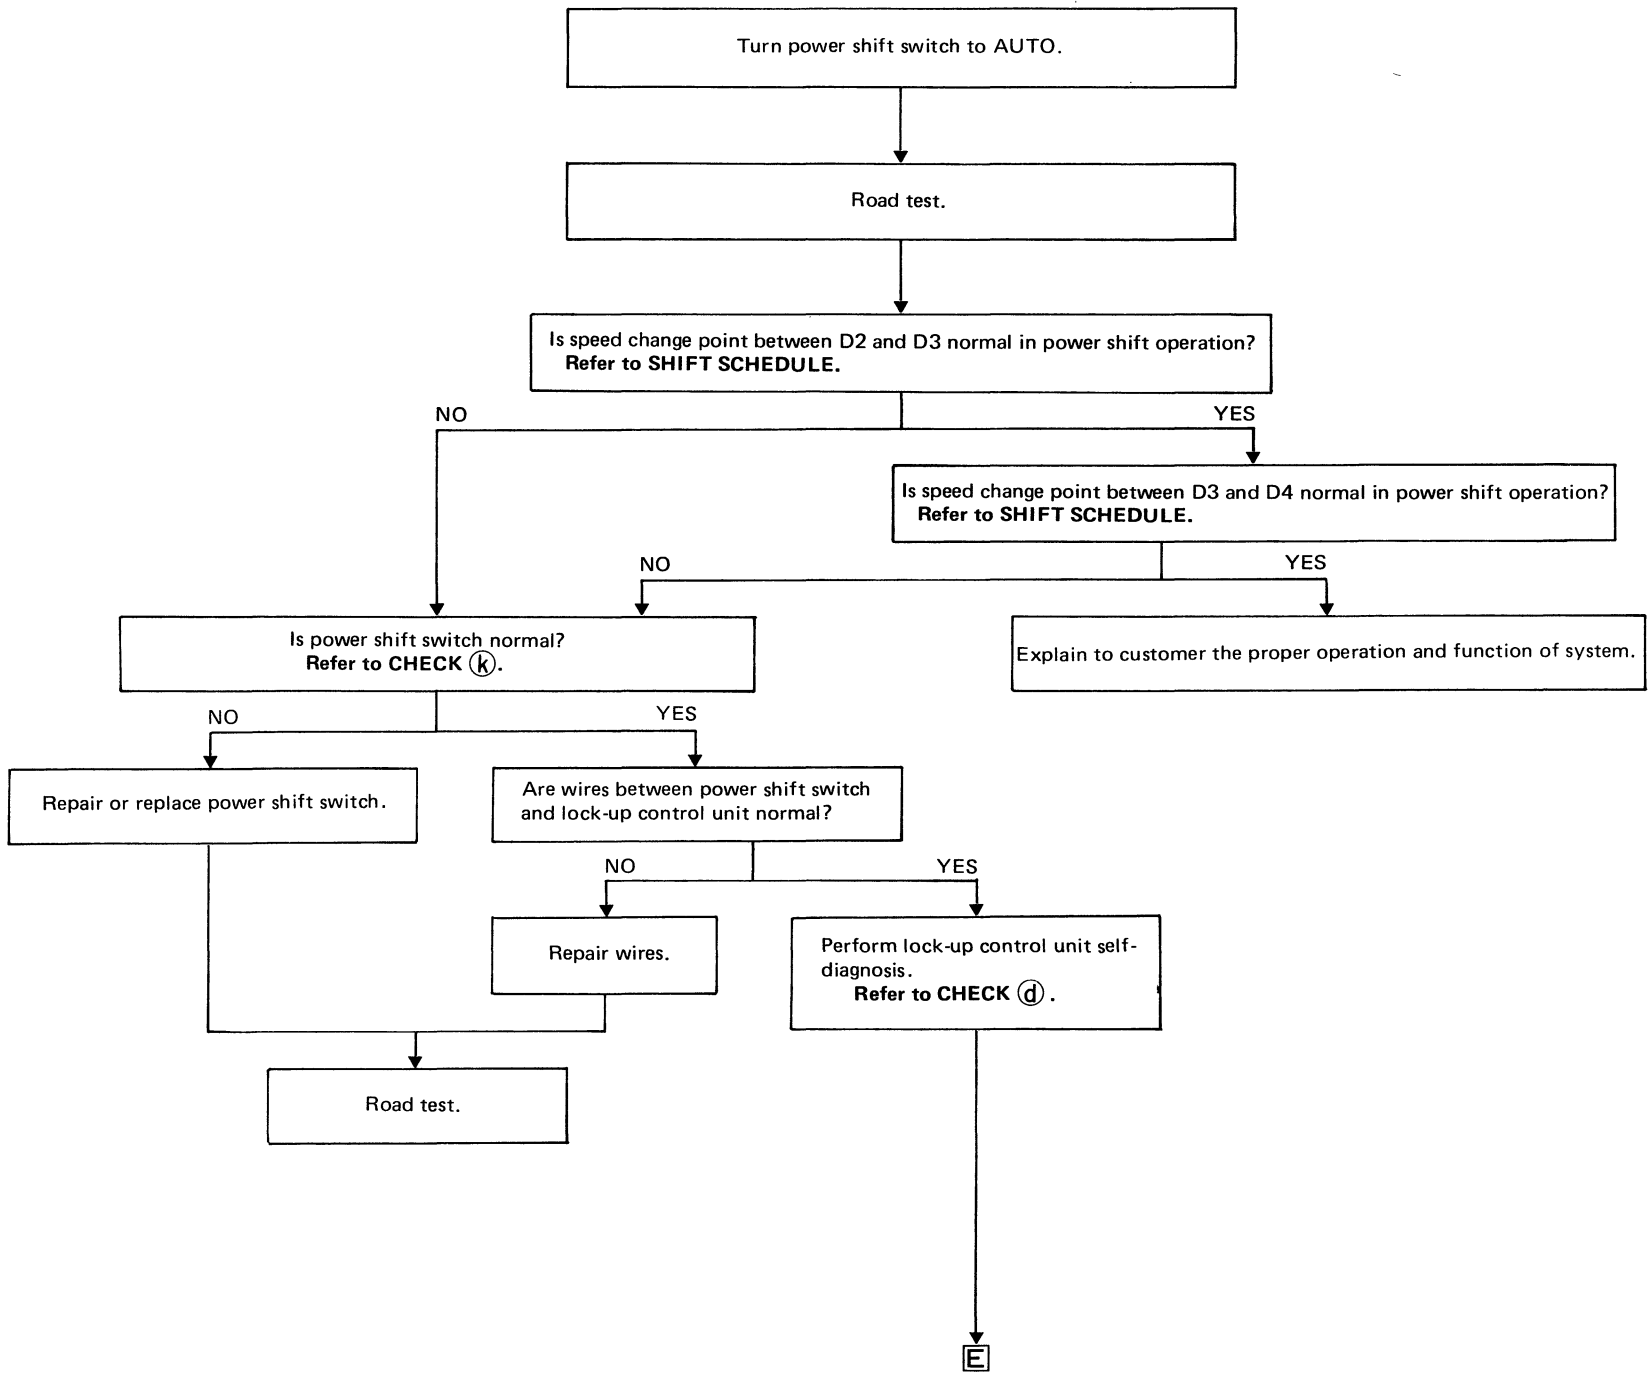 Turn power shift switch to AUTO.
Road test.
Is speed change point between D2 and D3 normal in power shift operation?
Refer to SHIFT SCHEDULE.
NO
YES
Is speed change point between D3 and D4 normal in power shift operation?
Refer to SHIFT SCHEDULE.
NO
YES
Is power shift switch normal?
Refer to CHECK ⓚ.
Explain to customer the proper operation and function of system.
NO
YES
Repair or replace power shift switch.
Are wires between power shift switch
and lock-up control unit normal?
NO
YES
Repair wires.
Perform lock-up control unit self-
diagnosis.
Refer to CHECK ⓓ.
Road test.
E